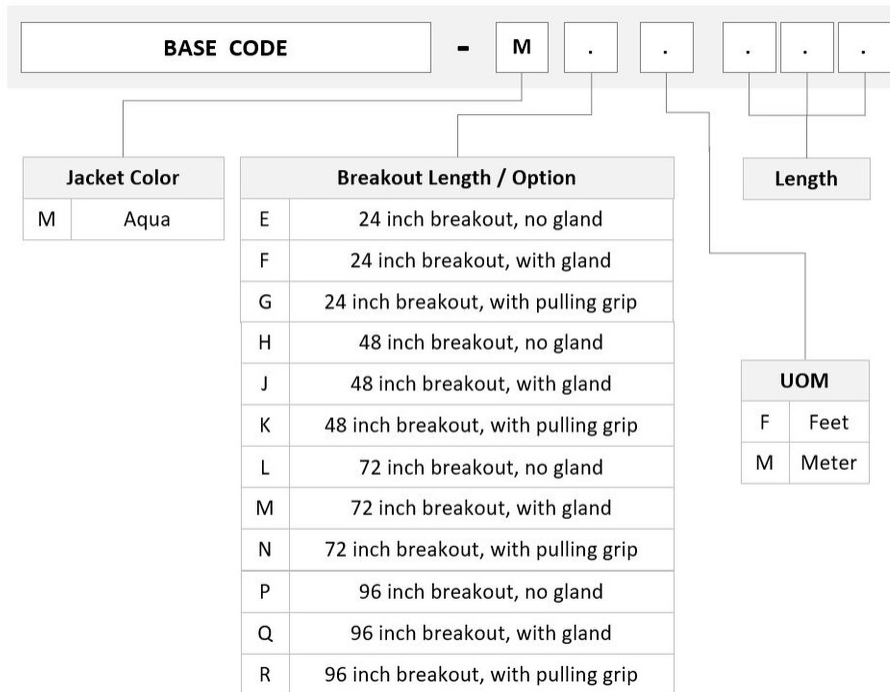 BASE CODE - M . . . . .
Jacket Color
M Aqua
Breakout Length / Option
E 24 inch breakout, no gland
F 24 inch breakout, with gland
G 24 inch breakout, with pulling grip
H 48 inch breakout, no gland
J 48 inch breakout, with gland
K 48 inch breakout, with pulling grip
L 72 inch breakout, no gland
M 72 inch breakout, with gland
N 72 inch breakout, with pulling grip
P 96 inch breakout, no gland
Q 96 inch breakout, with gland
R 96 inch breakout, with pulling grip
Length
UOM
F Feet
M Meter